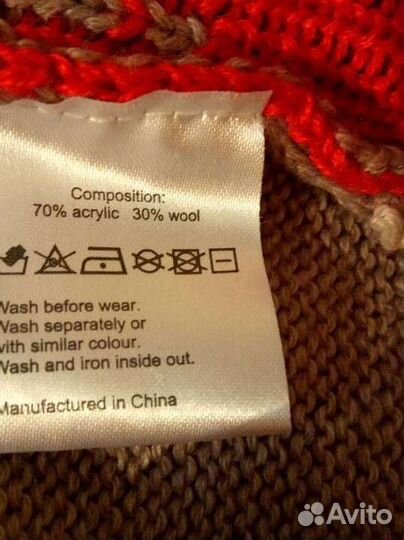 Composition:
70% acrylic 30% wool
Wash before wear.
Wash separately or
with similar colour.
Wash and iron inside out.
Manufactured in China
Avito